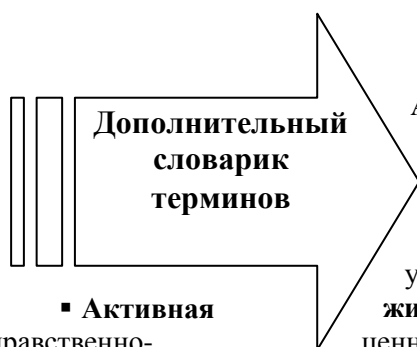 Дополнительный
словарик
терминов
▪ Активная